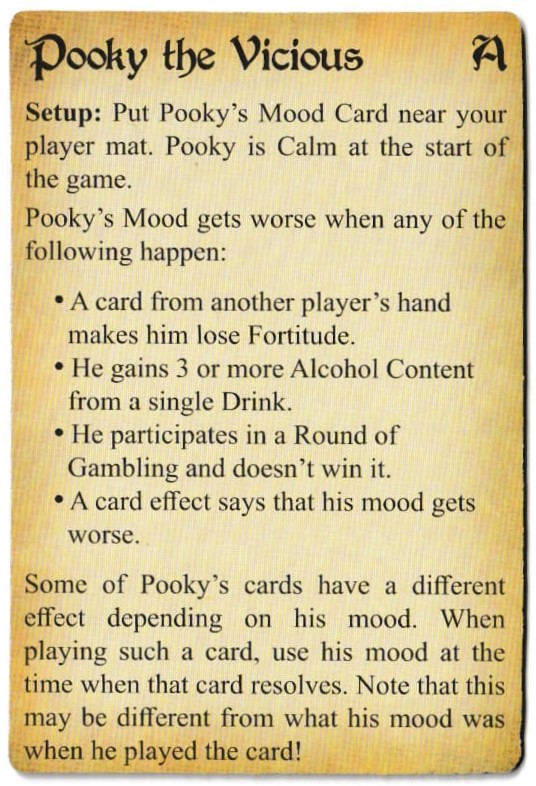 Pooky the Vicious A
Setup: Put Pooky's Mood Card near your
player mat. Pooky is Calm at the start of
the game.
Pooky's Mood gets worse when any of the
following happen:
• A card from another player's hand
makes him lose Fortitude.
• He gains 3 or more Alcohol Content
from a single Drink.
• He participates in a Round of
Gambling and doesn't win it.
• A card effect says that his mood gets
worse.
Some of Pooky's cards have a different
effect depending on his mood. When
playing such a card, use his mood at the
time when that card resolves. Note that this
may be different from what his mood was
when he played the card!